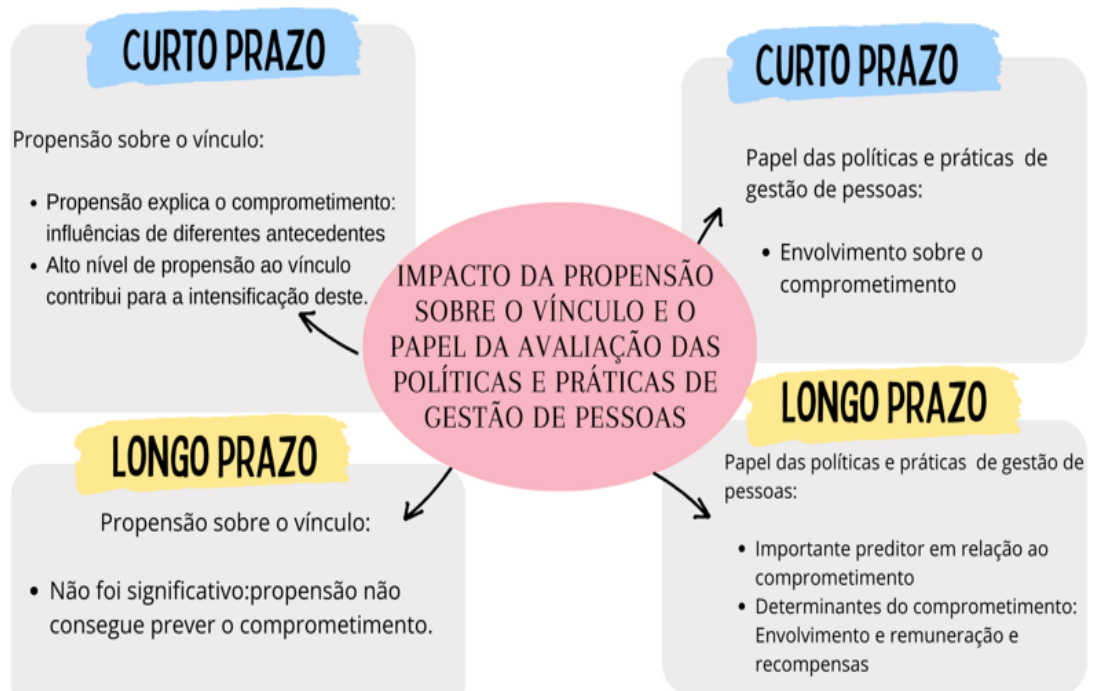 CURTO PRAZO
Propensão sobre o vínculo:
• Propensão explica o comprometimento:
influências de diferentes antecedentes
• Alto nível de propensão ao vínculo
contribui para a intensificação deste.
CURTO PRAZO
Papel das políticas e práticas de
gestão de pessoas:
• Envolvimento sobre o
comprometimento
IMPACTO DA PROPENSÃO
SOBRE O VÍNCULO E O
PAPEL DA AVALIAÇÃO DAS
POLÍTICAS E PRÁTICAS DE
GESTÃO DE PESSOAS
LONGO PRAZO
Propensão sobre o vínculo:
• Não foi significativo:propensão não
consegue prever o comprometimento.
LONGO PRAZO
Papel das políticas e práticas de gestão de
pessoas:
• Importante preditor em relação ao
comprometimento
• Determinantes do comprometimento:
Envolvimento e remuneração e
recompensas